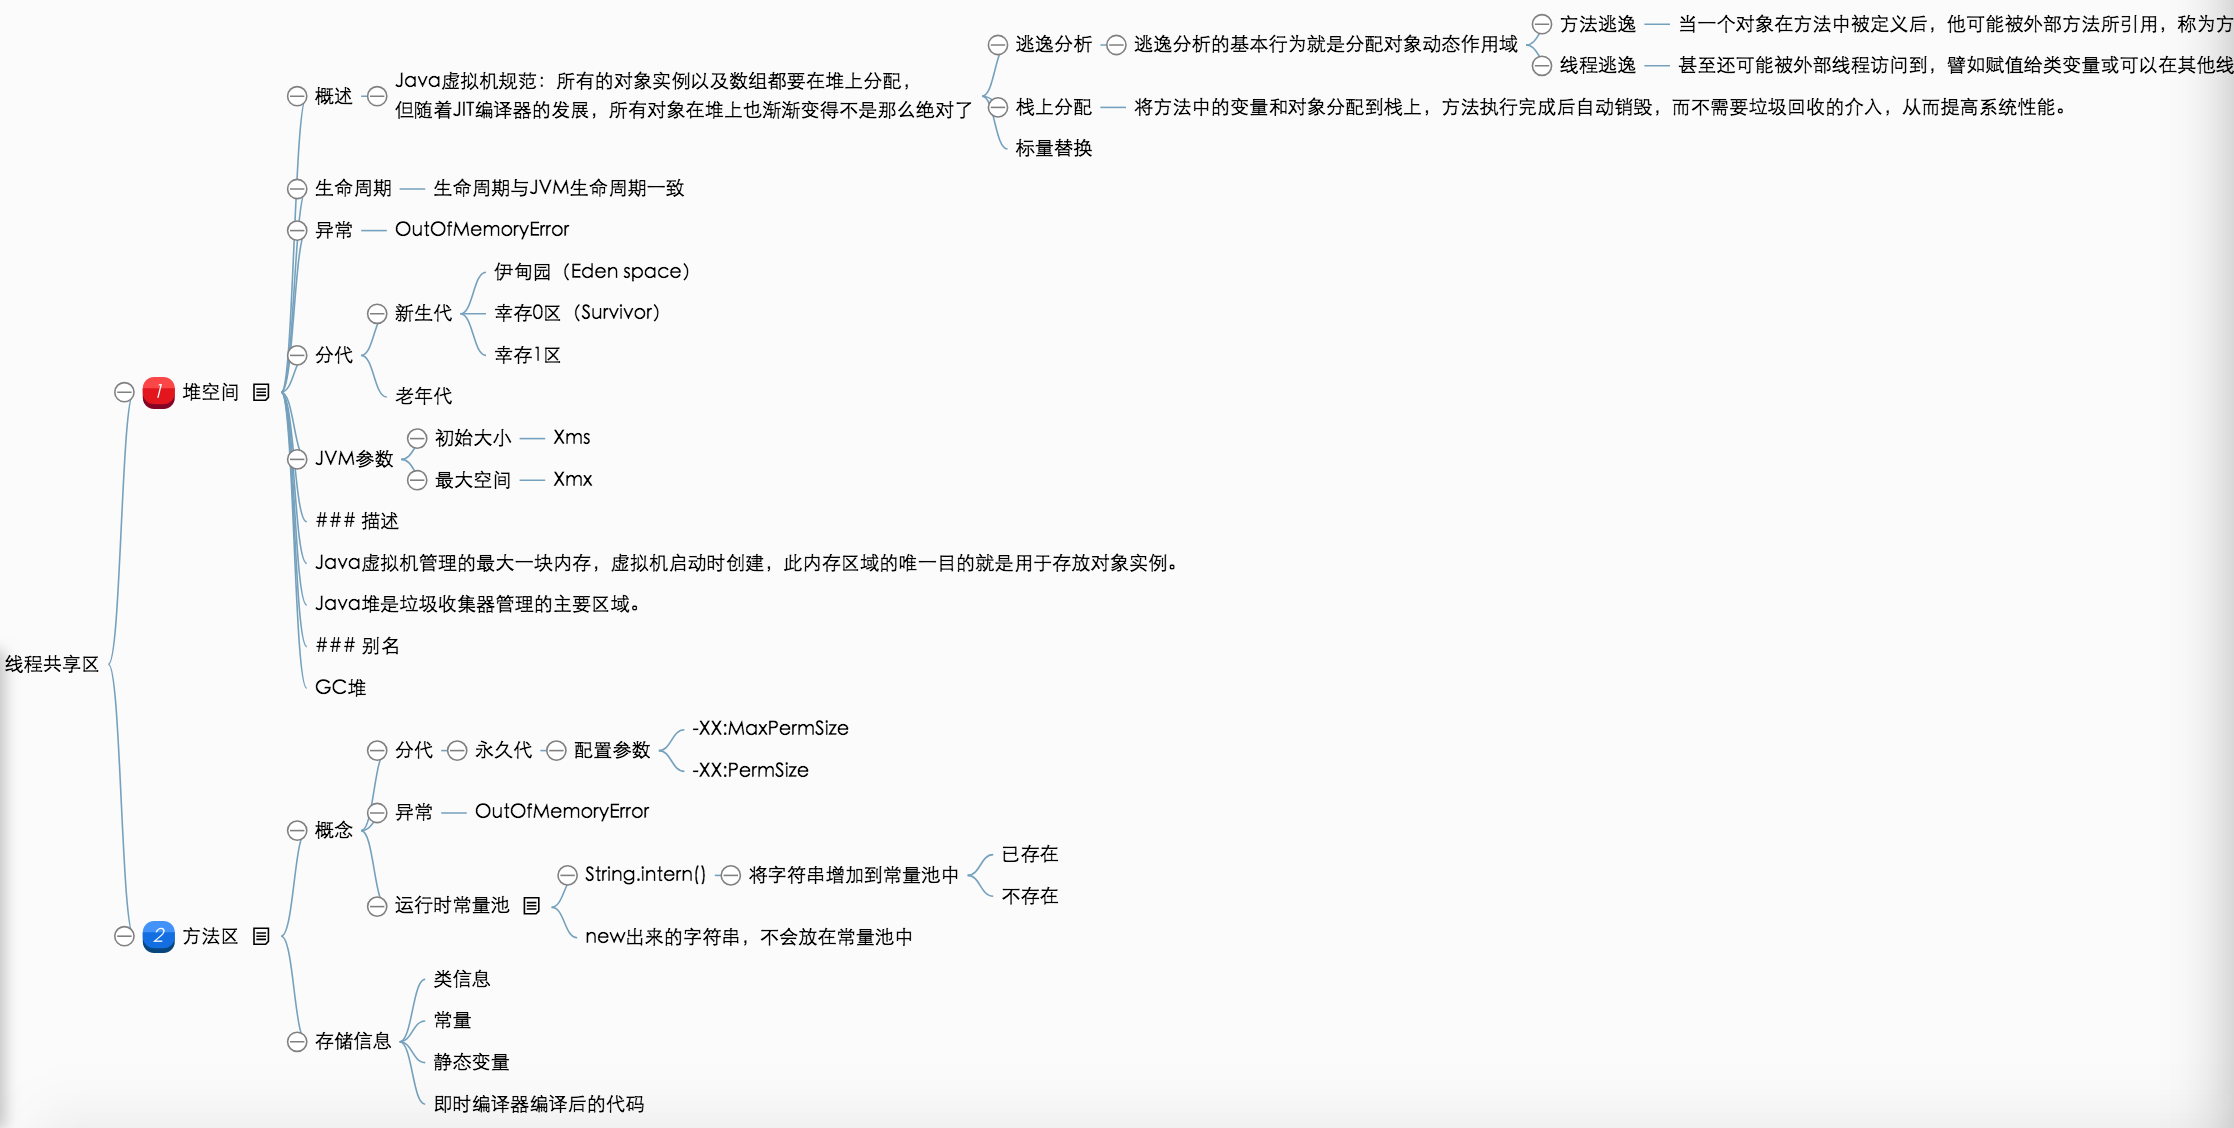 线程共享区
1 堆空间
概述
Java虚拟机规范：所有的对象实例以及数组都要在堆上分配，
但随着JIT编译器的发展，所有对象在堆上也渐渐变得不是那么绝对了
逃逸分析
逃逸分析的基本行为就是分配对象动态作用域
方法逃逸
当一个对象在方法中被定义后，他可能被外部方法所引用，称为方
线程逃逸
甚至还可能被外部线程访问到，譬如赋值给类变量或可以在其他线
栈上分配
将方法中的变量和对象分配到栈上，方法执行完成后自动销毁，而不需要垃圾回收的介入，从而提高系统性能。
标量替换
生命周期
生命周期与JVM生命周期一致
异常
OutOfMemoryError
分代
新生代
伊甸园（Eden space）
幸存0区（Survivor）
幸存1区
老年代
JVM参数
初始大小
Xms
最大空间
Xmx
### 描述
Java虚拟机管理的最大一块内存，虚拟机启动时创建，此内存区域的唯一目的就是用于存放对象实例。
Java堆是垃圾收集器管理的主要区域。
### 别名
GC堆
2 方法区
概念
分代
永久代
配置参数
-XX:MaxPermSize
-XX:PermSize
异常
OutOfMemoryError
运行时常量池
String.intern()
将字符串增加到常量池中
已存在
不存在
new出来的字符串，不会放在常量池中
存储信息
类信息
常量
静态变量
即时编译器编译后的代码